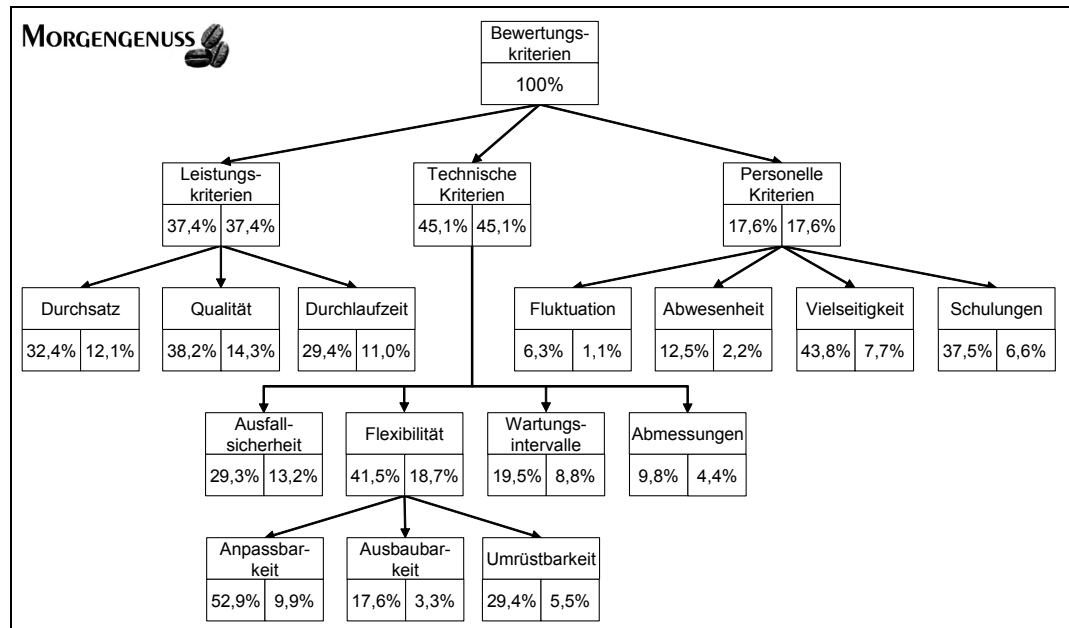 MORGENGENUSS
Bewertungs-
kriterien
100%
Leistungs-
kriterien
37,4% 37,4%
Technische
Kriterien
45,1% 45,1%
Personelle
Kriterien
17,6% 17,6%
Durchsatz
32,4% 12,1%
Qualität
38,2% 14,3%
Durchlaufzeit
29,4% 11,0%
Fluktuation
6,3% 1,1%
Abwesenheit
12,5% 2,2%
Vielseitigkeit
43,8% 7,7%
Schulungen
37,5% 6,6%
Ausfall-
sicherheit
29,3% 13,2%
Flexibilität
41,5% 18,7%
Wartungs-
intervalle
19,5% 8,8%
Abmessungen
9,8% 4,4%
Anpassbar-
keit
52,9% 9,9%
Ausbaubar-
keit
17,6% 3,3%
Umrüstbarkeit
29,4% 5,5%